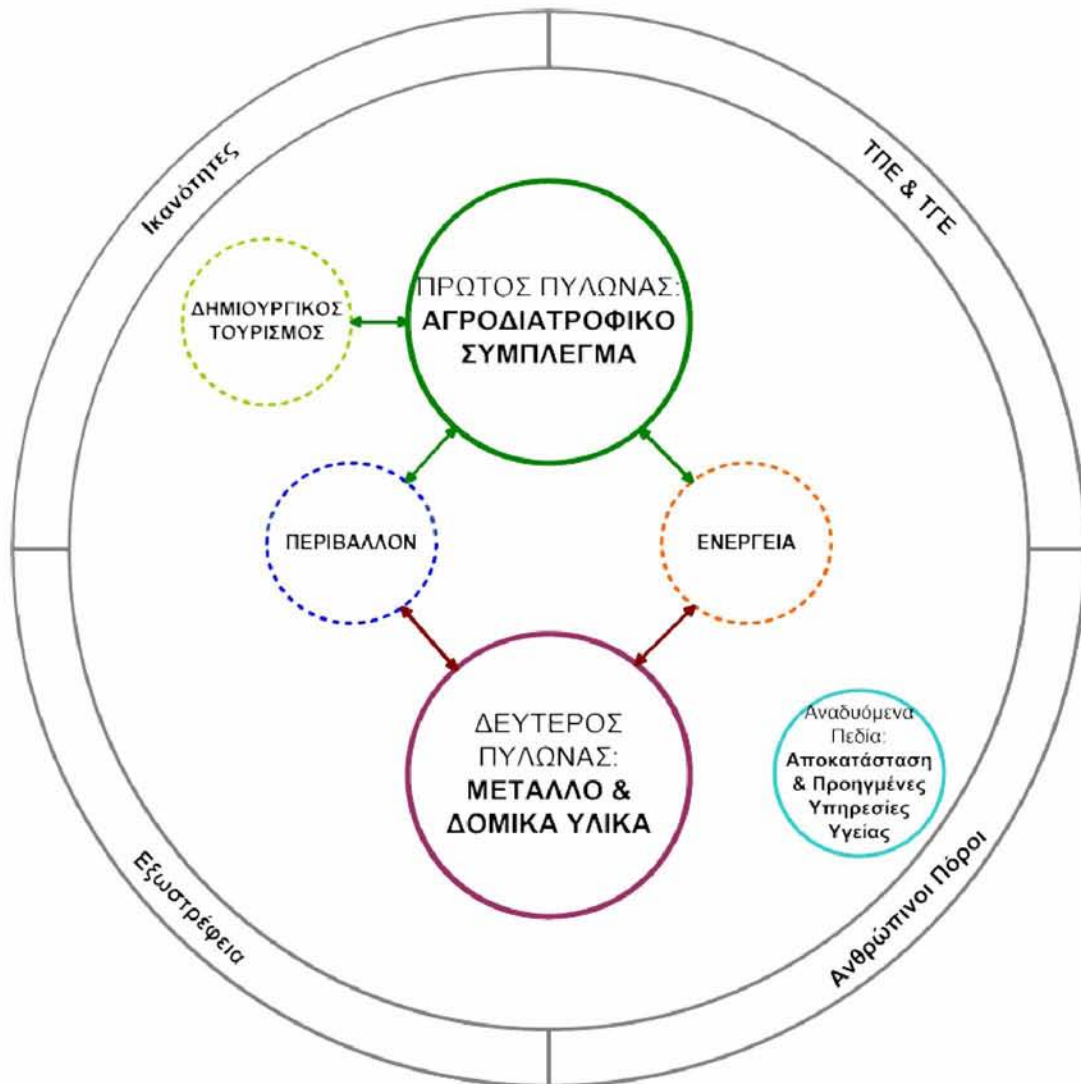 Ικανότητες
ΤΠΕ & ΤΓΕ
ΠΡΩΤΟΣ ΠΥΛΩΝΑΣ:
ΑΓΡΟΔΙΑΤΡΟΦΙΚΟ
ΣΥΜΠΛΕΓΜΑ
ΔΗΜΙΟΥΡΓΙΚΟΣ
ΤΟΥΡΙΣΜΟΣ
ΠΕΡΙΒΑΛΛΟΝ
ΕΝΕΡΓΕΙΑ
ΔΕΥΤΕΡΟΣ
ΠΥΛΩΝΑΣ:
ΜΕΤΑΛΛΟ &
ΔΟΜΙΚΑ ΥΛΙΚΑ
Αναδυόμενα
Πεδία:
Αποκατάσταση
& Προηγμένες
Υπηρεσίες
Υγείας
Εξωστρέφεια
Ανθρώπινοι Πόροι